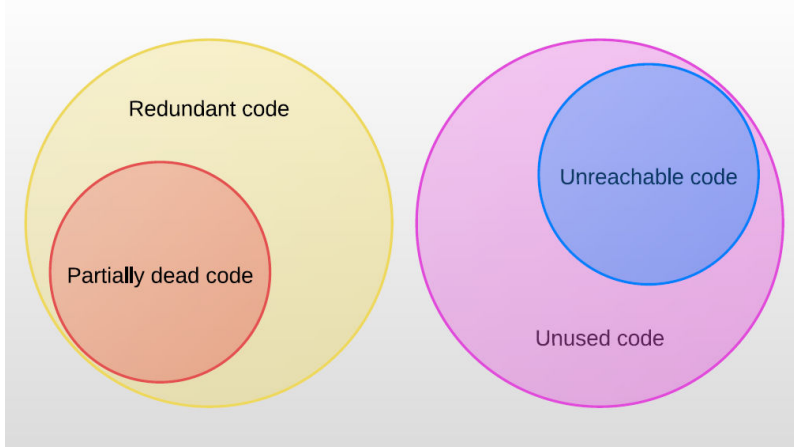 Redundant code
Unreachable code
Partially dead code
Unused code